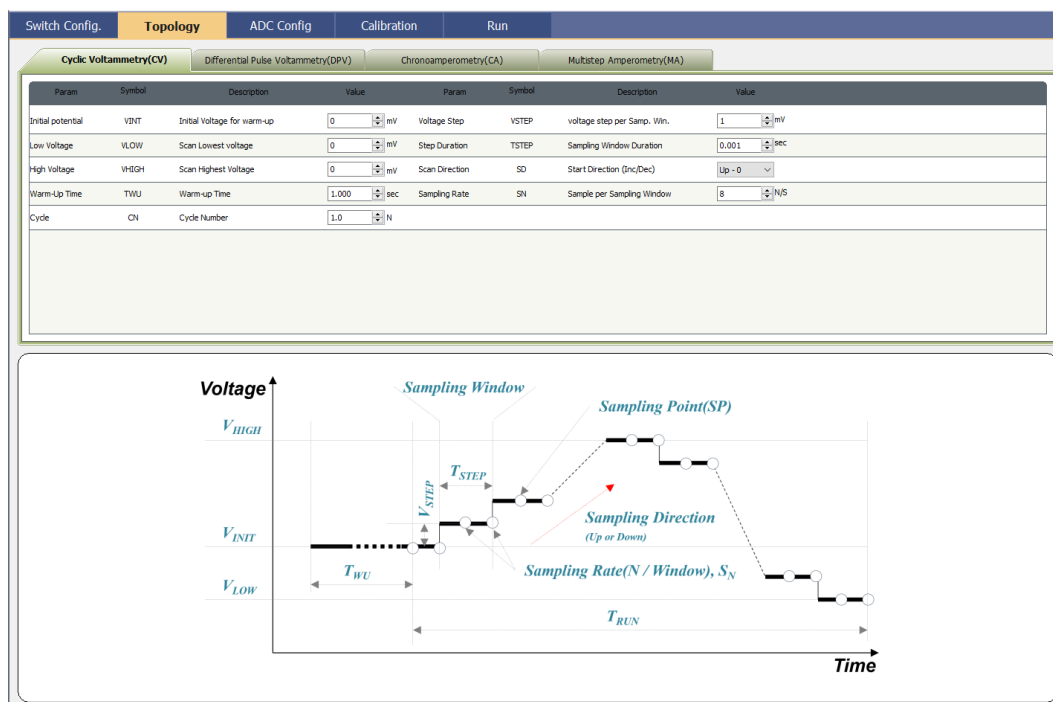 Switch Config. Topology ADC Config Calibration Run
Cyclic Voltammetry(CV) Differential Pulse Voltammetry(DPV) Chronoamperometry(CA) Multistep Amperometry(MA)
Param Symbol Description Value Param Symbol Description Value
Initial potential VINT Initial Voltage for warm-up 0 mV Voltage Step VSTEP voltage step per Samp. Win. 1 mV
Low Voltage VLOW Scan Lowest voltage 0 mV Step Duration TSTEP Sampling Window Duration 0.001 sec
High Voltage VHIGH Scan Highest Voltage 0 mV Scan Direction SD Start Direction (Inc/Dec) Up - 0
Warm-Up Time TWU Warm-up Time 1.000 sec Sampling Rate SN Sample per Sampling Window 8 N/S
Cycle CN Cycle Number 1.0 N
Voltage
Sampling Window
Sampling Point(SP)
VHIGH
TSTEP
VSTEP
Sampling Direction
(Up or Down)
VINIT
TWU
Sampling Rate(N / Window), SN
VLOW
TRUN
Time